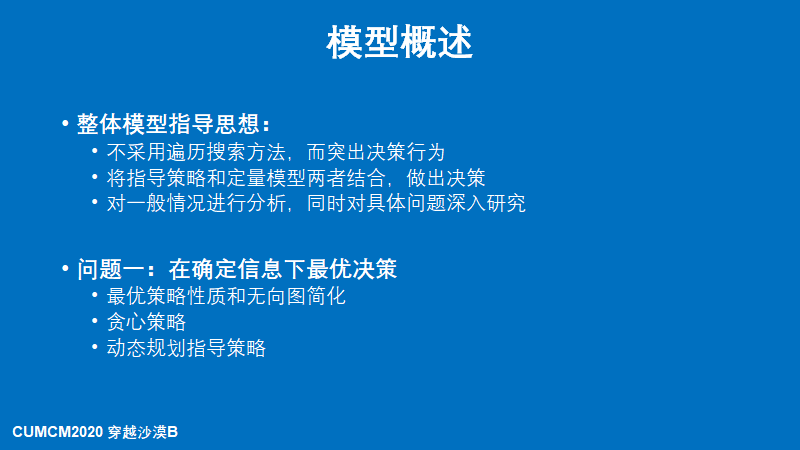 模型概述
• 整体模型指导思想：
• 不采用遍历搜索方法，而突出决策行为
• 将指导策略和定量模型两者结合，做出决策
• 对一般情况进行分析，同时对具体问题深入研究
• 问题一：在确定信息下最优决策
• 最优策略性质和无向图简化
• 贪心策略
• 动态规划指导策略
CUMCM2020 穿越沙漠B